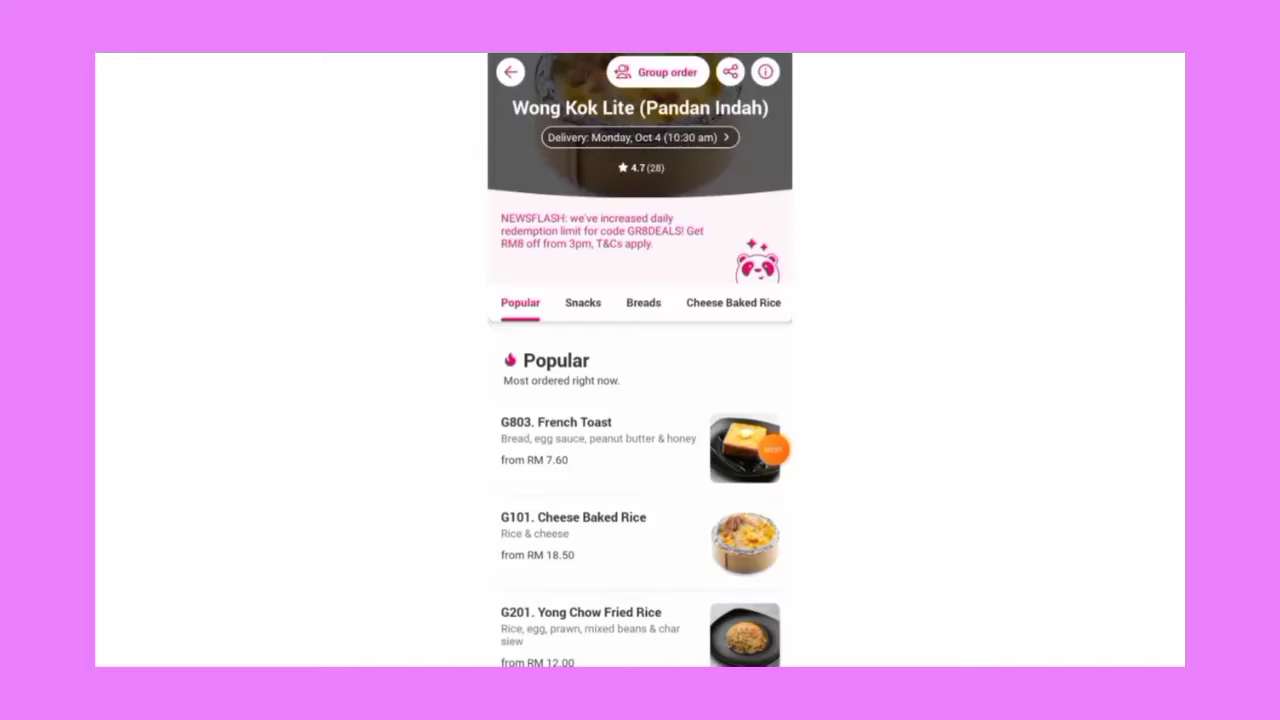 Group order
Wong Kok Lite (Pandan Indah)
Delivery: Monday, Oct 4 (10:30 am)
4.7 (28)
NEWSFLASH: we've increased daily
redemption limit for code GR8DEALS! Get
RM8 off from 3pm, T&Cs apply.
Popular Snacks Breads Cheese Baked Rice
Popular
Most ordered right now.
G803. French Toast
Bread, egg sauce, peanut butter & honey
from RM 7.60
G101. Cheese Baked Rice
Rice & cheese
from RM 18.50
G201. Yong Chow Fried Rice
Rice, egg, prawn, mixed beans & char
siew
from RM 12.00